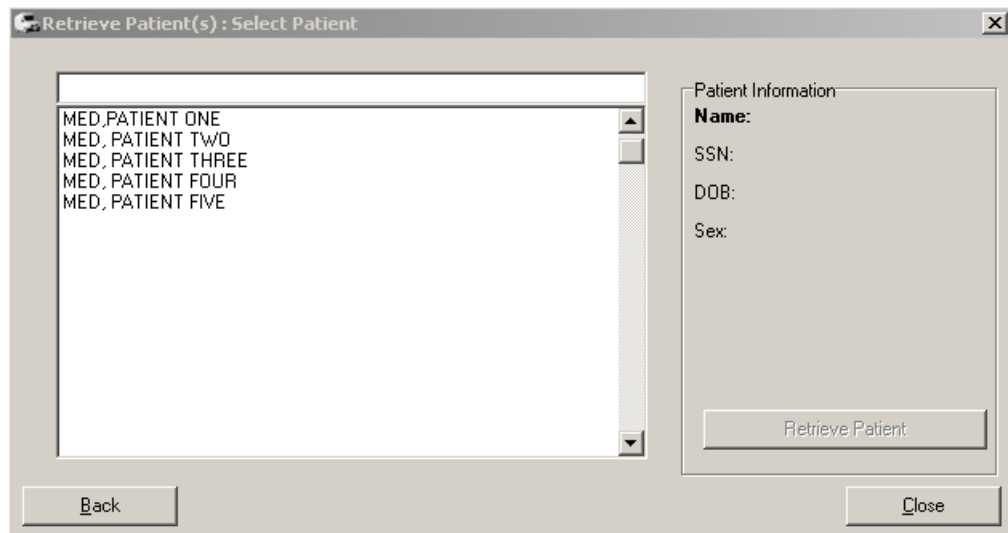 Retrieve Patient(s) : Select Patient
MED,PATIENT ONE
MED, PATIENT TWO
MED, PATIENT THREE
MED, PATIENT FOUR
MED, PATIENT FIVE
Patient Information
Name:
SSN:
DOB:
Sex:
Retrieve Patient
Back
Close